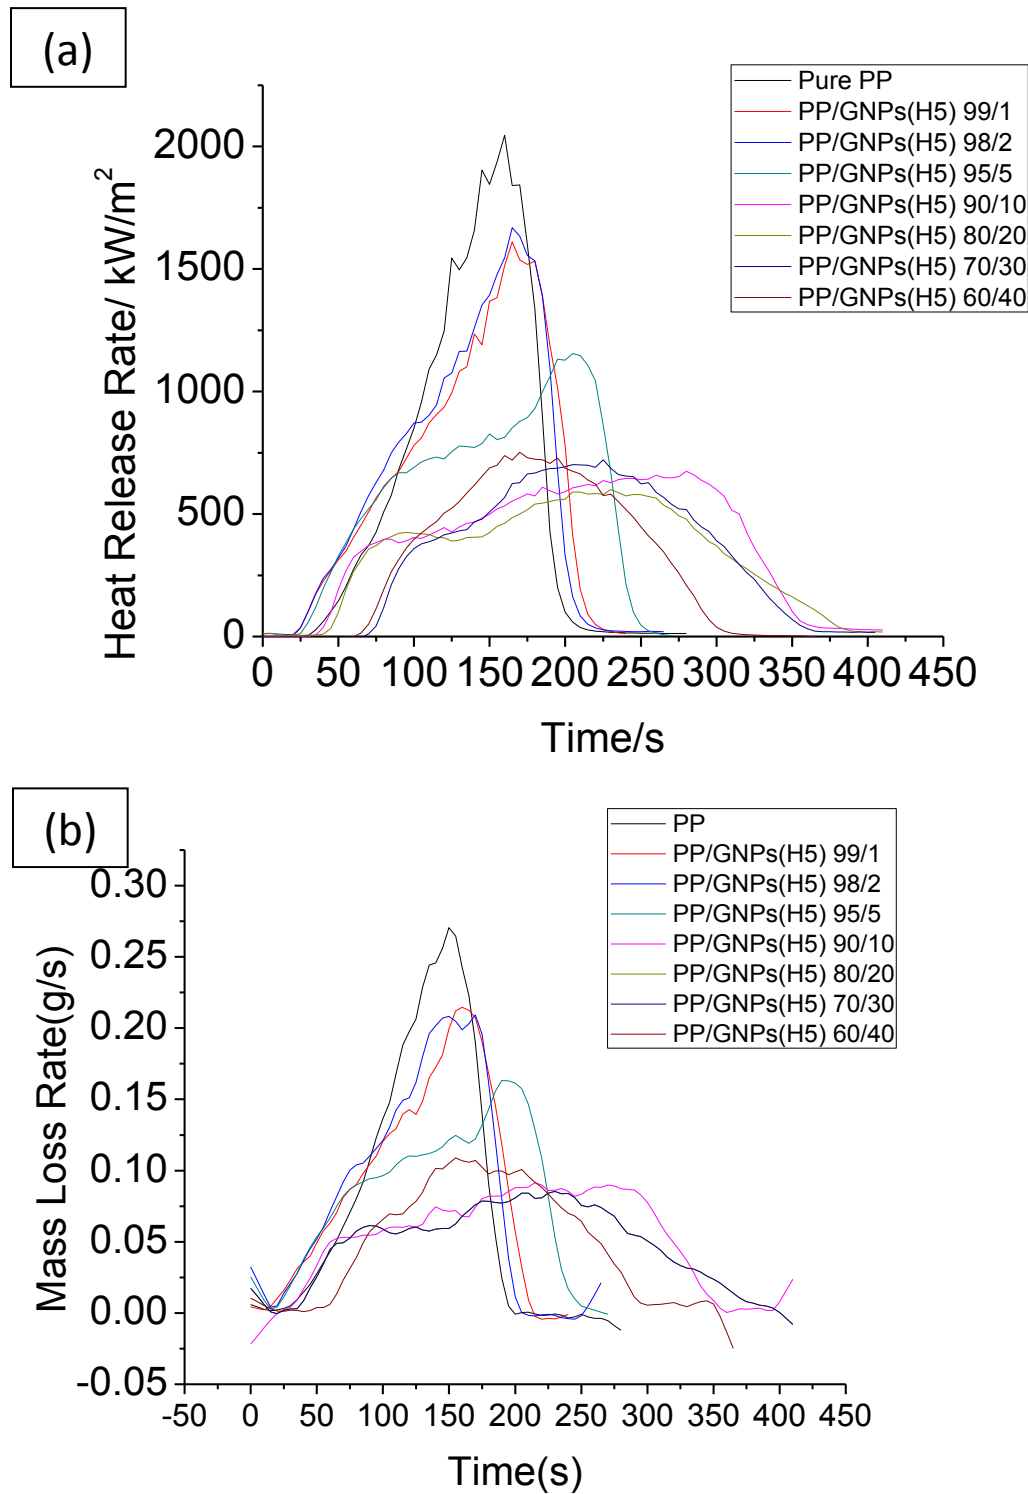 (a)
Pure PP
PP/GNPs(H5) 99/1
PP/GNPs(H5) 98/2
PP/GNPs(H5) 95/5
PP/GNPs(H5) 90/10
PP/GNPs(H5) 80/20
PP/GNPs(H5) 70/30
PP/GNPs(H5) 60/40
Heat Release Rate/ kW/m²
2000
1500
1000
500
0
0 50 100 150 200 250 300 350 400 450
Time/s
(b)
PP
PP/GNPs(H5) 99/1
PP/GNPs(H5) 98/2
PP/GNPs(H5) 95/5
PP/GNPs(H5) 90/10
PP/GNPs(H5) 80/20
PP/GNPs(H5) 70/30
PP/GNPs(H5) 60/40
Mass Loss Rate(g/s)
0.30
0.25
0.20
0.15
0.10
0.05
0.00
-0.05
-50 0 50 100 150 200 250 300 350 400 450
Time(s)